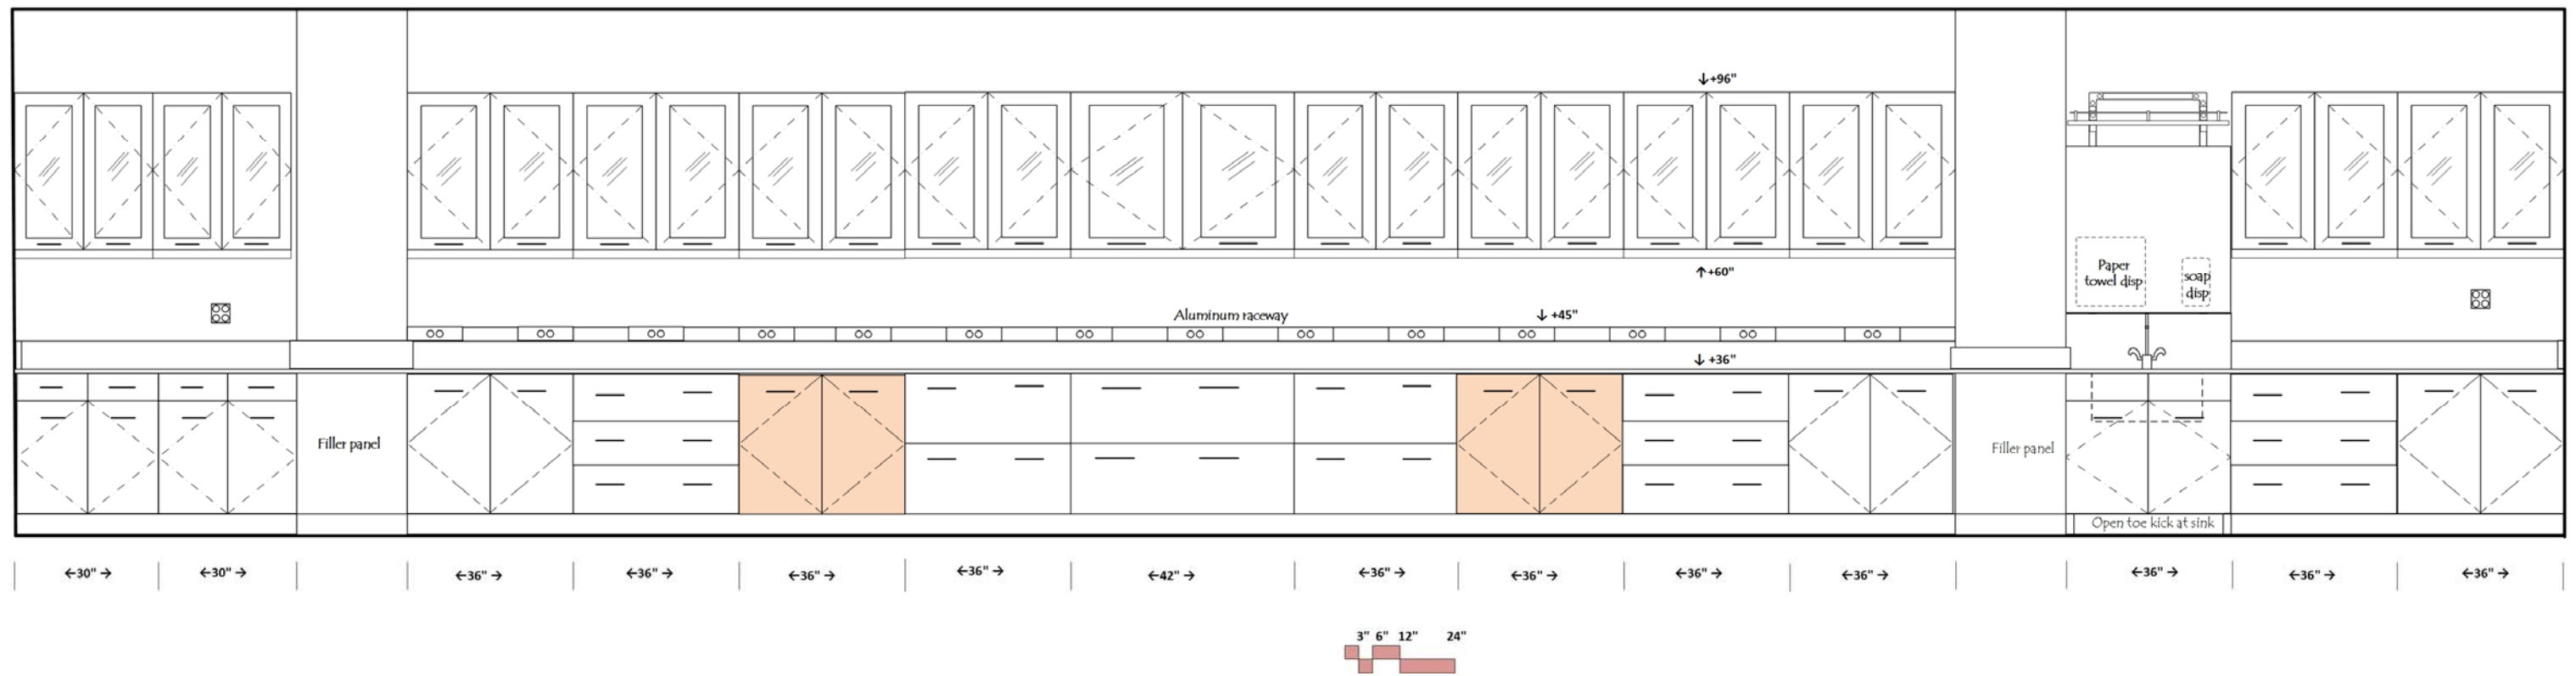 ↓+96"
↑+60"
Paper
towel disp
soap
disp
Aluminum raceway
↓ +45"
↓ +36"
Filler panel
Filler panel
Open toe kick at sink
←30" →
←30" →
←36" →
←36" →
←36" →
←36" →
←42" →
←36" →
←36" →
←36" →
←36" →
←36" →
←36" →
←36" →
3" 6" 12" 24"